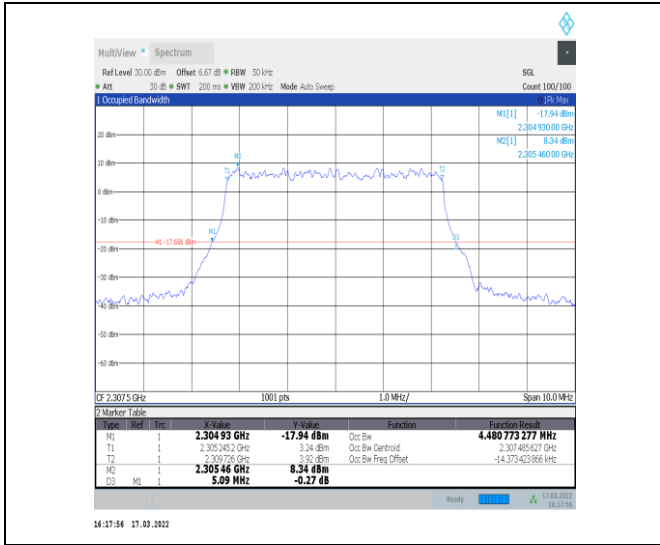 MultiView Spectrum
Ref Level 30.00 dBm Offset 6.67 dB RBW 50 kHz SGL
Att 30 dB SWT 200 ms VBW 200 kHz Mode Auto Sweep Count 100/100
1 Occupied Bandwidth 1Pk Max
M1[1] -17.94 dBm
2.304 930 00 GHz
M2[1] 8.34 dBm
2.305 460 00 GHz
20 dBm
M2
T1 T2
10 dBm
0 dBm
-10 dBm
M1 D3
H1 -17.656 dBm
-20 dBm
-30 dBm
-40 dBm
-50 dBm
-60 dBm
CF 2.307 5 GHz 1001 pts 1.0 MHz/ Span 10.0 MHz
2 Marker Table
Type Ref Trc X-Value Y-Value Function Function Result
M1 1 2.304 93 GHz -17.94 dBm Occ Bw 4.480 773 277 MHz
T1 1 2.305 245 2 GHz 3.24 dBm Occ Bw Centroid 2.307 485 627 GHz
T2 1 2.309 726 GHz 3.92 dBm Occ Bw Freq Offset -14.373 423 866 kHz
M2 1 2.305 46 GHz 8.34 dBm
D3 M1 1 5.09 MHz -0.27 dB
Ready 17.03.2022
16:17:56
16:17:56 17.03.2022